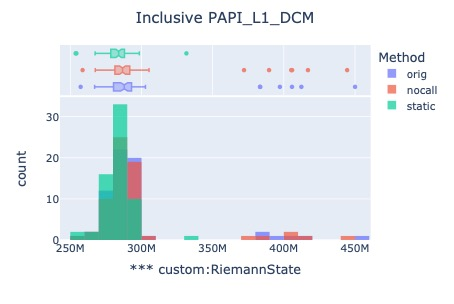 Inclusive PAPI_L1_DCM
Method
orig
nocall
static
count
30
20
10
0
250M 300M 350M 400M 450M
*** custom:RiemannState